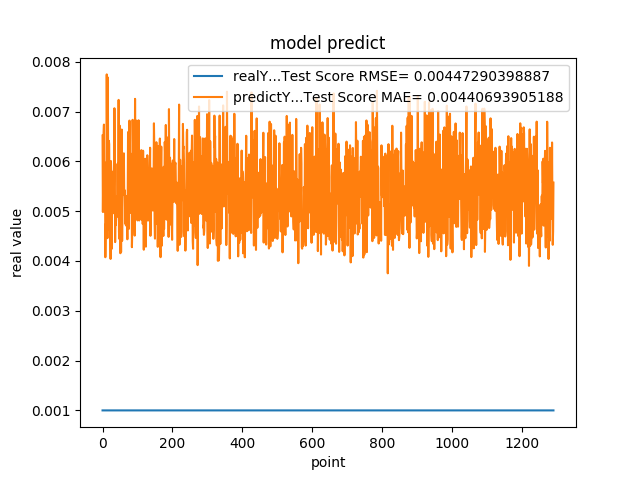 model predict
realY...Test Score RMSE= 0.00447290398887
predictY...Test Score MAE= 0.00440693905188
0.008
0.007
0.006
0.005
0.004
0.003
0.002
0.001
real value
0 200 400 600 800 1000 1200
point